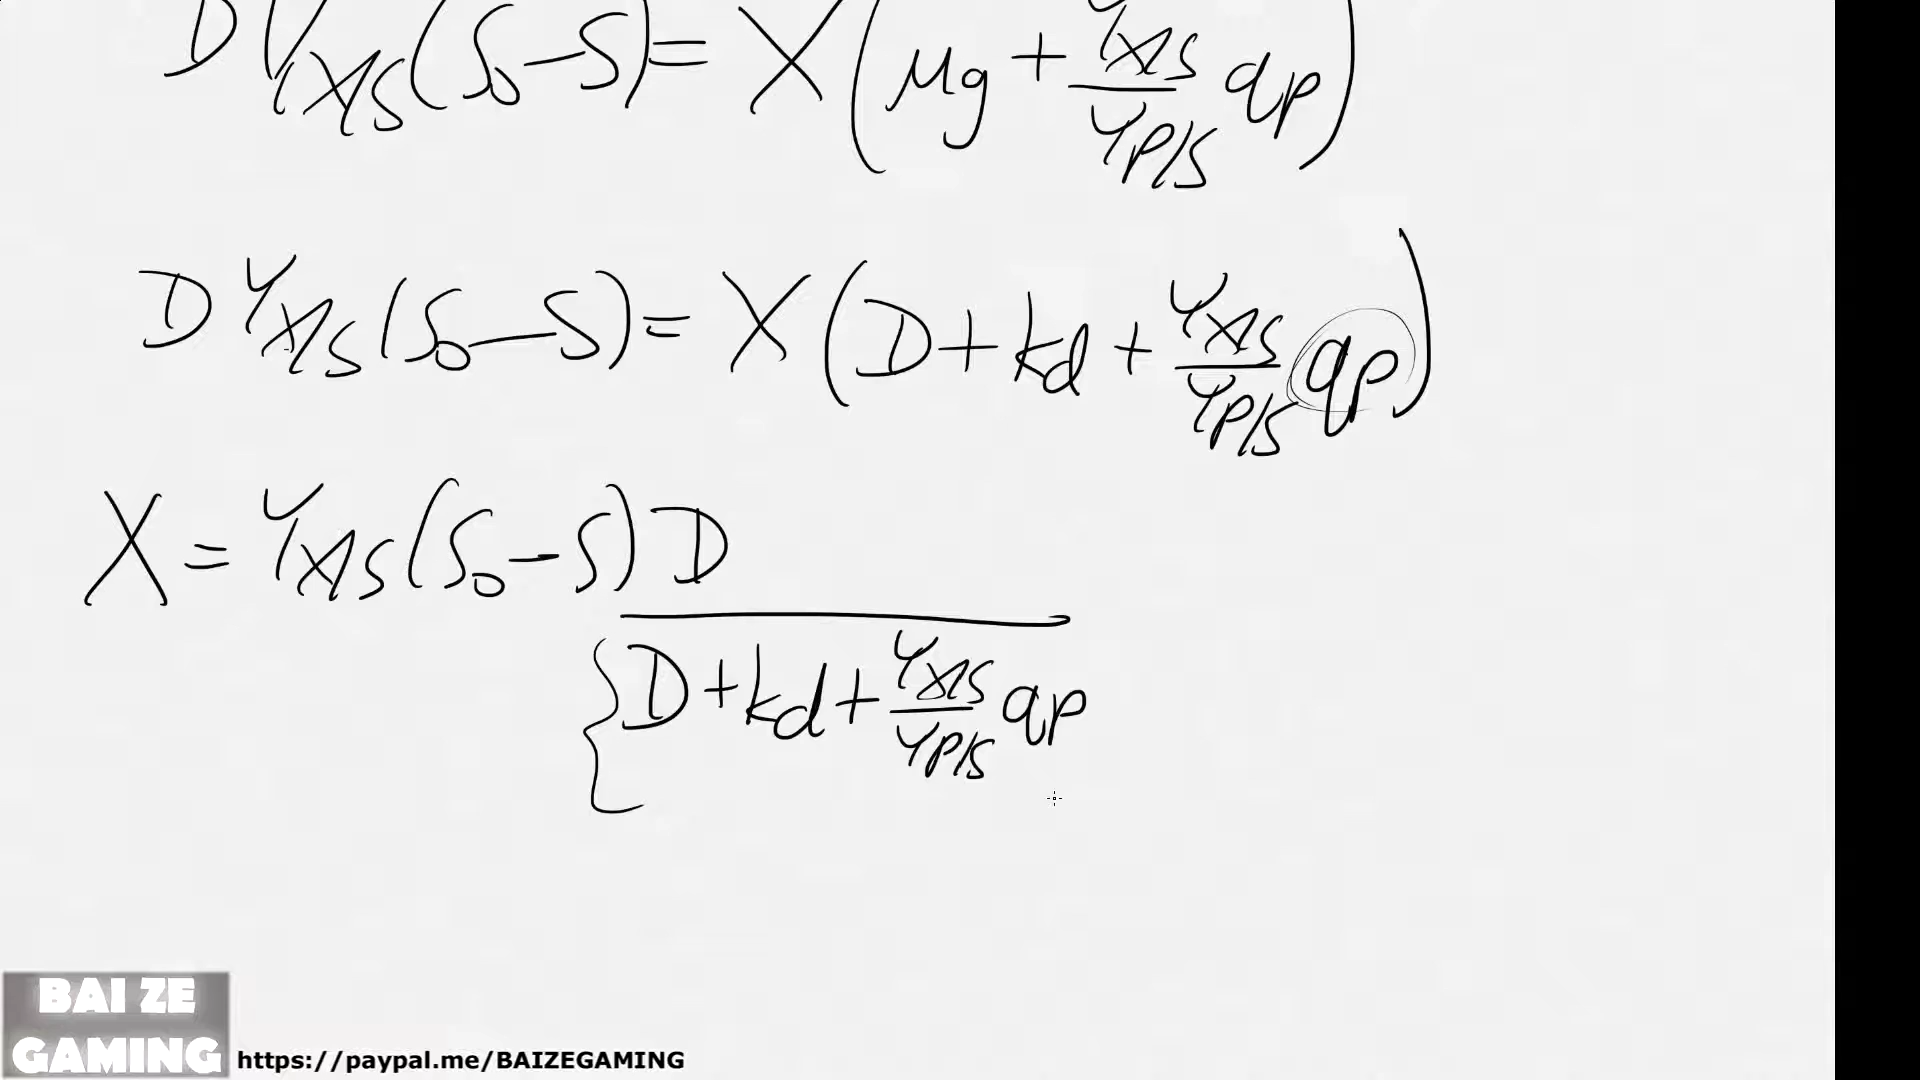 D Yx/s (S₀ – S) = X (μg + Yx/s / Yp/s qp)
D Yx/s (S₀ – S) = X (D + kd + Yx/s / Yp/s qp)
X = Yx/s (S₀ – S) D
{ D + kd + Yx/s / Yp/s qp
BAI ZE
GAMING
https://paypal.me/BAIZEGAMING